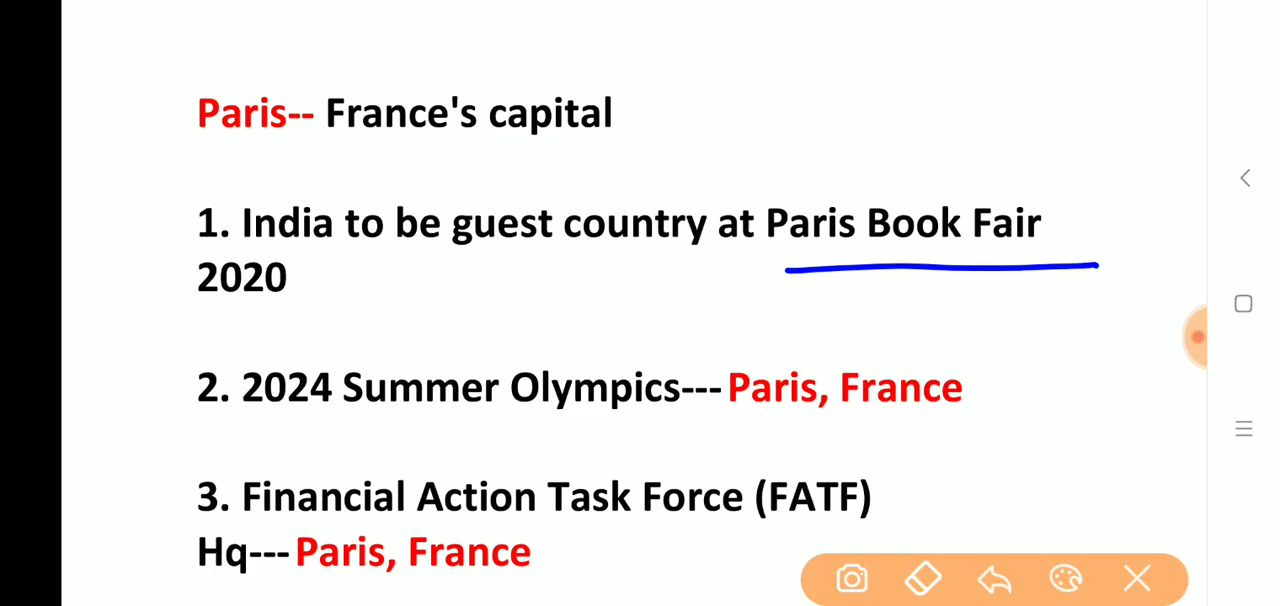 Paris-- France's capital
1. India to be guest country at Paris Book Fair
2020
2. 2024 Summer Olympics---Paris, France
3. Financial Action Task Force (FATF)
Hq---Paris, France